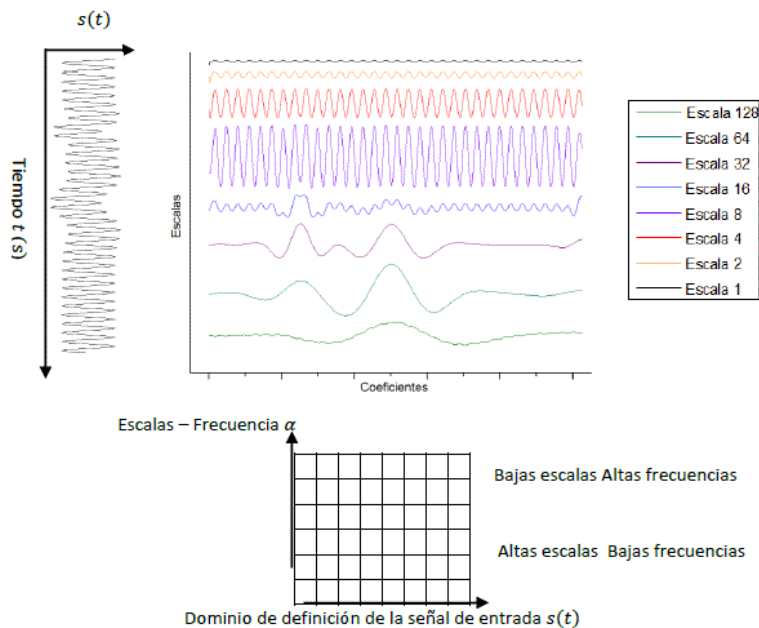 s(t)
Tiempo t (s)
Escalas
Coeficientes
Escala 128
Escala 64
Escala 32
Escala 16
Escala 8
Escala 4
Escala 2
Escala 1
Escalas – Frecuencia α
Bajas escalas Altas frecuencias
Altas escalas Bajas frecuencias
Dominio de definición de la señal de entrada s(t)